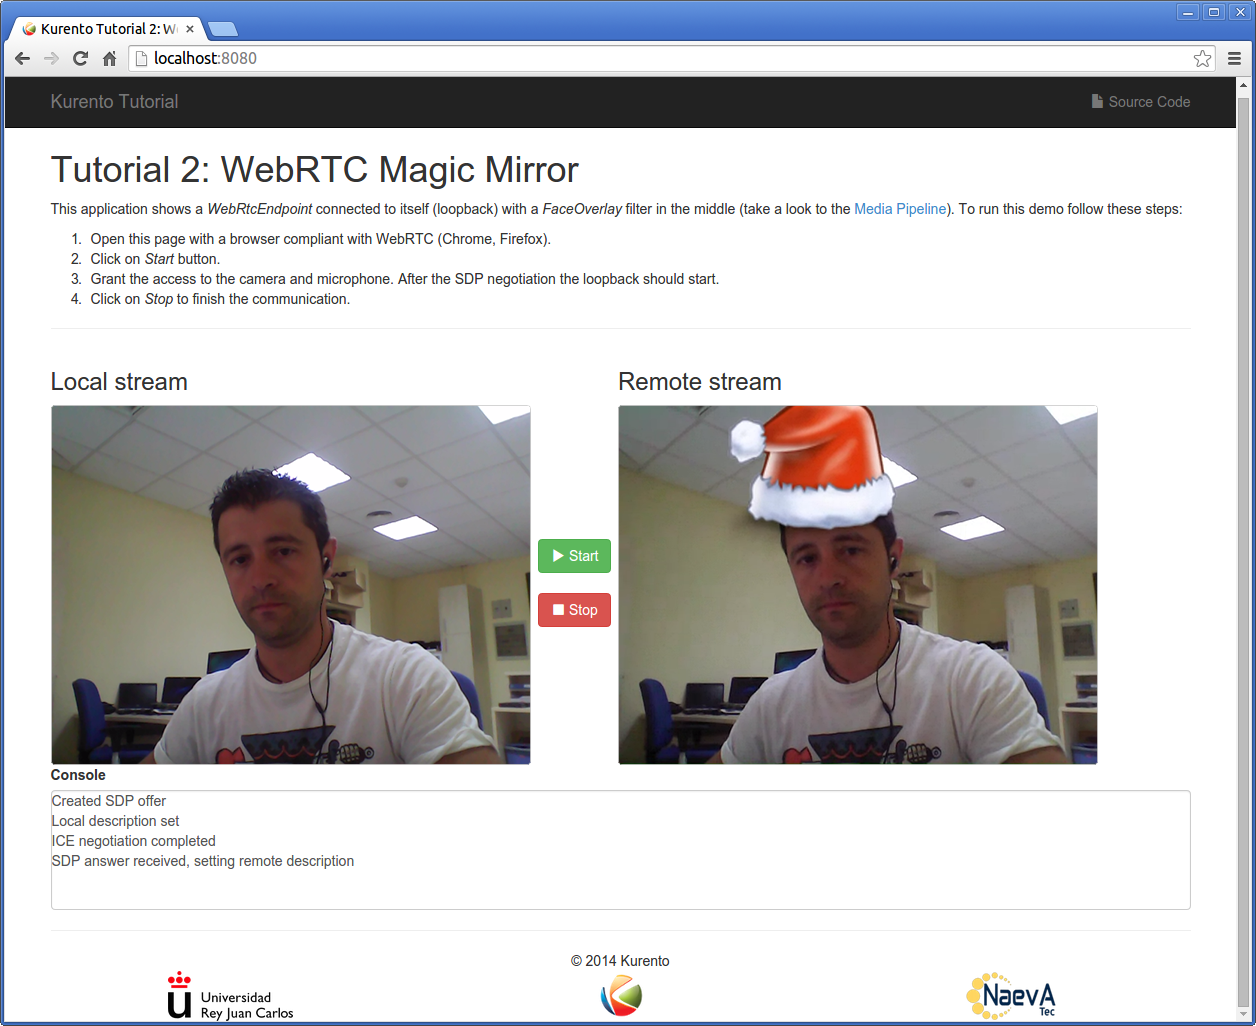 Kurento Tutorial 2: W
localhost:8080
Kurento Tutorial
Source Code
Tutorial 2: WebRTC Magic Mirror
This application shows a WebRtcEndpoint connected to itself (loopback) with a FaceOverlay filter in the middle (take a look to the Media Pipeline). To run this demo follow these steps:
1. Open this page with a browser compliant with WebRTC (Chrome, Firefox).
2. Click on Start button.
3. Grant the access to the camera and microphone. After the SDP negotiation the loopback should start.
4. Click on Stop to finish the communication.
Local stream
Remote stream
Start
Stop
Console
Created SDP offer
Local description set
ICE negotiation completed
SDP answer received, setting remote description
© 2014 Kurento
Universidad
Rey Juan Carlos
NaevA
Tec